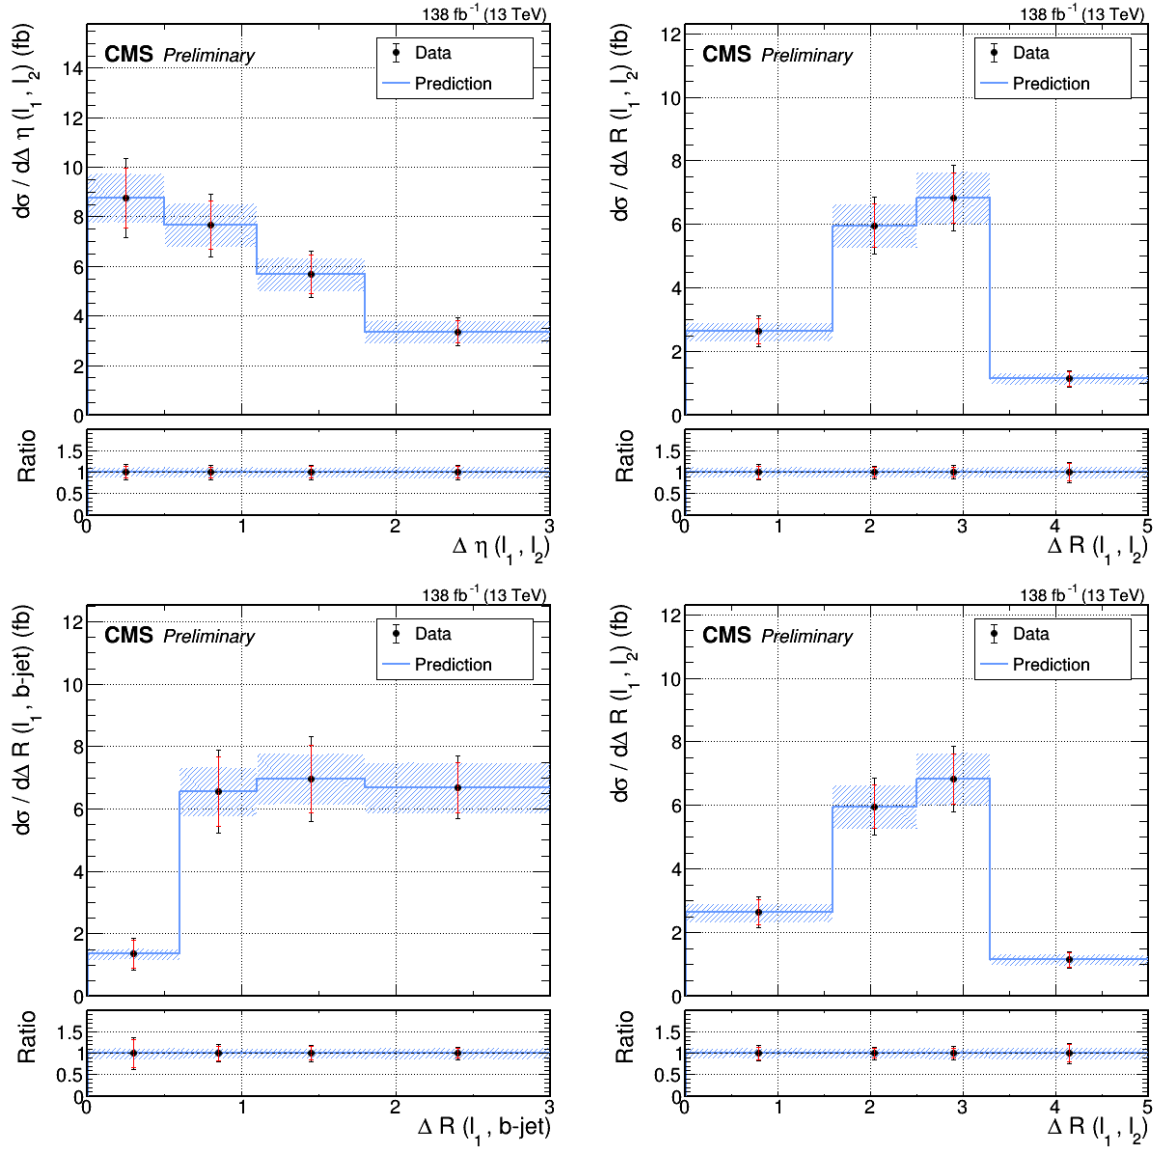 138 fb⁻¹ (13 TeV)
CMS Preliminary
Data
Prediction
dσ / dΔ η (l₁ , l₂) (fb)
14
12
10
8
6
4
2
0
Ratio
1.5
1
0.5
0
0 1 2 3
Δ η (l₁ , l₂)
138 fb⁻¹ (13 TeV)
CMS Preliminary
Data
Prediction
dσ / dΔ R (l₁ , l₂) (fb)
12
10
8
6
4
2
0
Ratio
1.5
1
0.5
0
0 1 2 3 4 5
Δ R (l₁ , l₂)
138 fb⁻¹ (13 TeV)
CMS Preliminary
Data
Prediction
dσ / dΔ R (l₁ , b-jet) (fb)
12
10
8
6
4
2
0
Ratio
1.5
1
0.5
0
0 1 2 3
Δ R (l₁ , b-jet)
138 fb⁻¹ (13 TeV)
CMS Preliminary
Data
Prediction
dσ / dΔ R (l₁ , l₂) (fb)
12
10
8
6
4
2
0
Ratio
1.5
1
0.5
0
0 1 2 3 4 5
Δ R (l₁ , l₂)